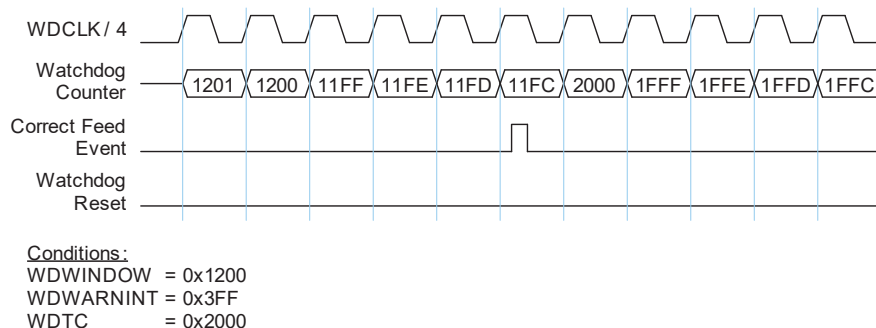 WDCLK / 4
Watchdog
Counter
1201 1200 11FF 11FE 11FD 11FC 2000 1FFF 1FFE 1FFD 1FFC
Correct Feed
Event
Watchdog
Reset
Conditions:
WDWINDOW = 0x1200
WDWARNINT = 0x3FF
WDTC = 0x2000